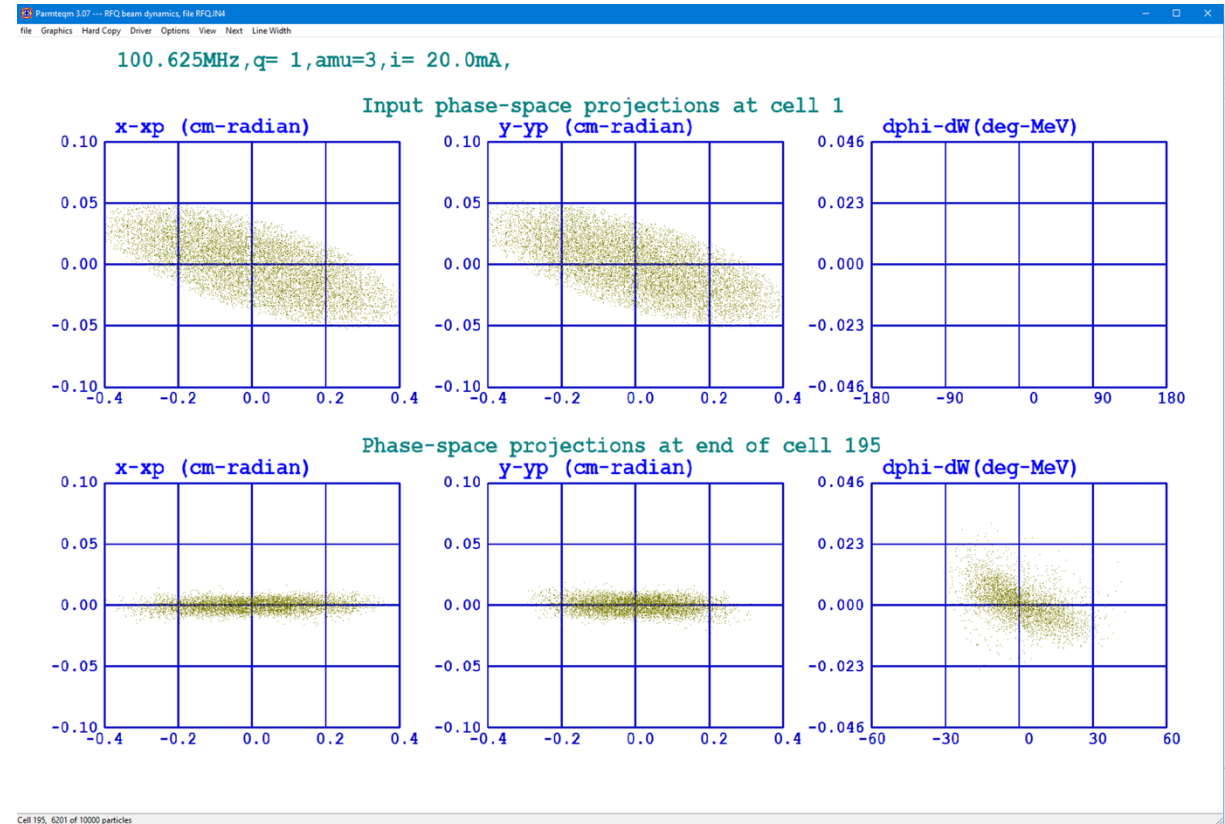 Parmteqm 3.07 --- RFQ beam dynamics, file RFQ.IN4
file Graphics Hard Copy Driver Options View Next Line Width
100.625MHz,q= 1,amu=3,i= 20.0mA,
Input phase-space projections at cell 1
x-xp (cm-radian) y-yp (cm-radian) dphi-dW(deg-MeV)
0.10 0.10 0.046
0.05 0.05 0.023
0.00 0.00 0.000
-0.05 -0.05 -0.023
-0.10 -0.10 -0.046
-0.4 -0.2 0.0 0.2 0.4 -0.4 -0.2 0.0 0.2 0.4 -180 -90 0 90 180
Phase-space projections at end of cell 195
x-xp (cm-radian) y-yp (cm-radian) dphi-dW(deg-MeV)
0.10 0.10 0.046
0.05 0.05 0.023
0.00 0.00 0.000
-0.05 -0.05 -0.023
-0.10 -0.10 -0.046
-0.4 -0.2 0.0 0.2 0.4 -0.4 -0.2 0.0 0.2 0.4 -60 -30 0 30 60
Cell 195, 6201 of 10000 particles